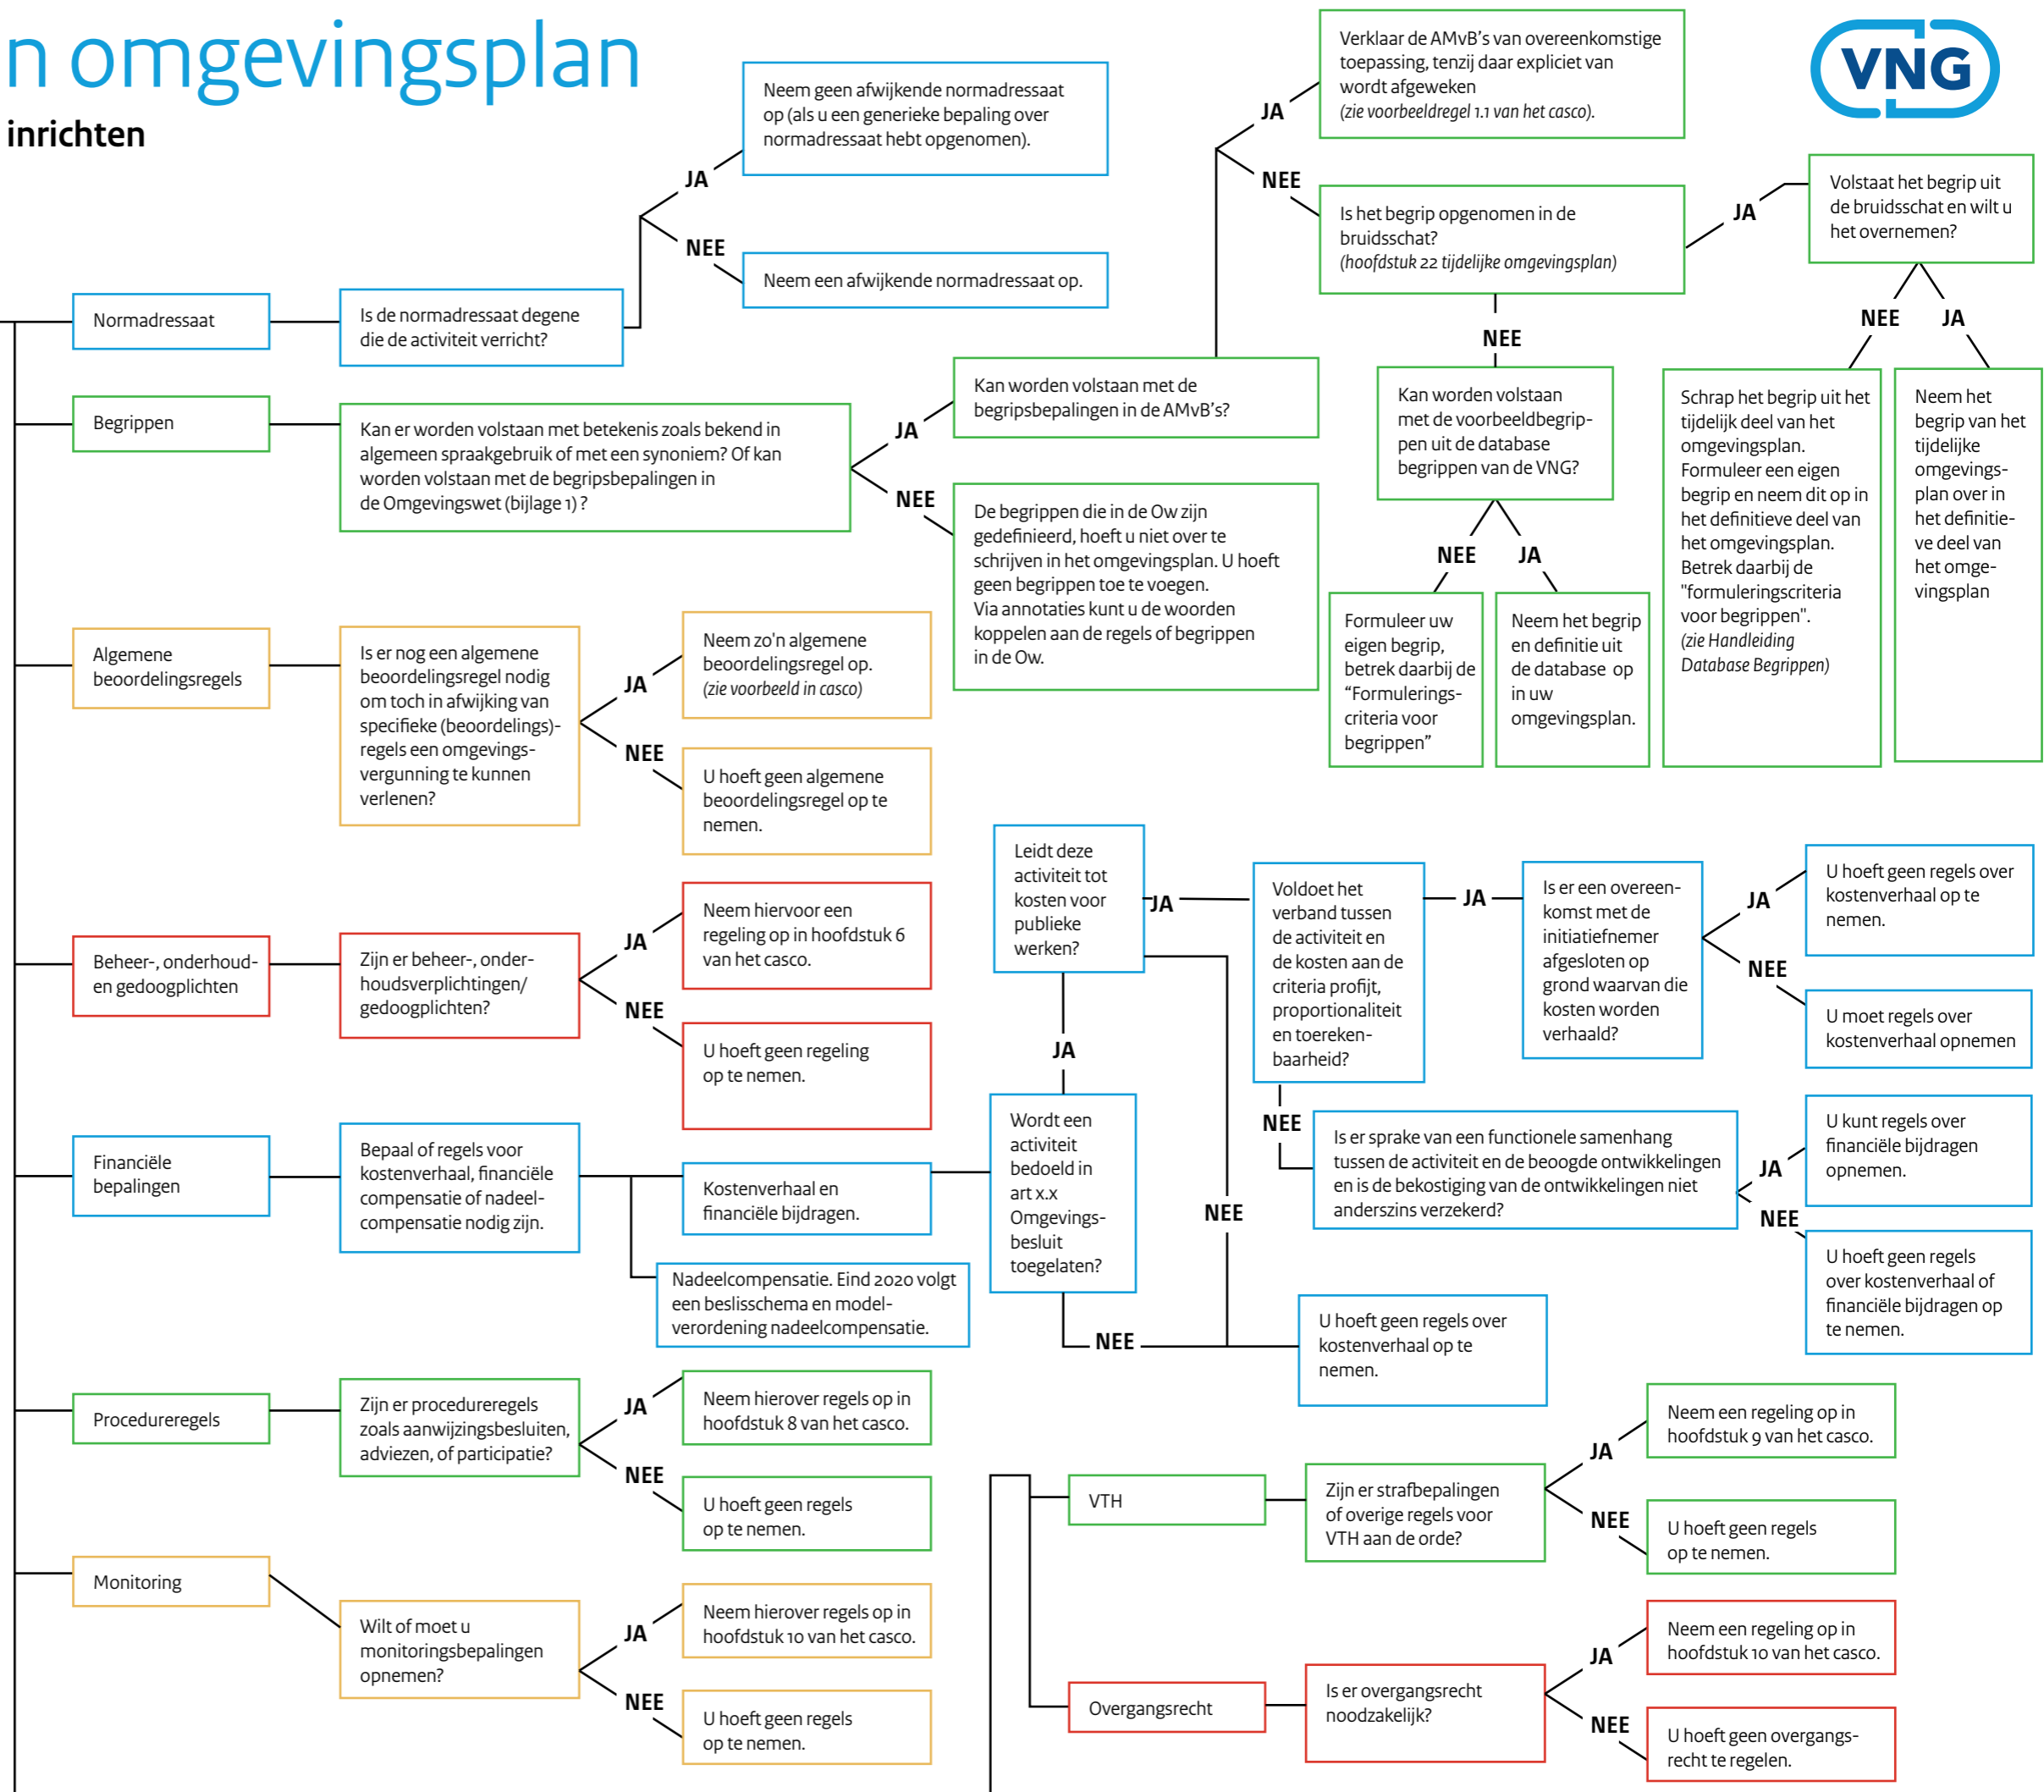 n omgevingsplan
inrichten
VNG
Neem geen afwijkende normadressaat
op (als u een generieke bepaling over
normadressaat hebt opgenomen).
JA
NEE
Neem een afwijkende normadressaat op.
Normadressaat
Is de normadressaat degene
die de activiteit verricht?
Verklaar de AMvB's van overeenkomstige
toepassing, tenzij daar expliciet van
wordt afgeweken
(zie voorbeeldregel 1.1 van het casco).
JA
NEE
Is het begrip opgenomen in de
bruidsschat?
(hoofdstuk 22 tijdelijke omgevingsplan)
JA
Volstaat het begrip uit
de bruidsschat en wilt u
het overnemen?
NEE
NEE
JA
Begrippen
Kan er worden volstaan met betekenis zoals bekend in
algemeen spraakgebruik of met een synoniem? Of kan
worden volstaan met de begripsbepalingen in
de Omgevingswet (bijlage 1) ?
JA
NEE
Kan worden volstaan met de
begripsbepalingen in de AMvB's?
De begrippen die in de Ow zijn
gedefinieerd, hoeft u niet over te
schrijven in het omgevingsplan. U hoeft
geen begrippen toe te voegen.
Via annotaties kunt u de woorden
koppelen aan de regels of begrippen
in de Ow.
Kan worden volstaan
met de voorbeeldbegrip-
pen uit de database
begrippen van de VNG?
NEE
JA
Formuleer uw
eigen begrip,
betrek daarbij de
“Formulerings-
criteria voor
begrippen”
Neem het begrip
en definitie uit
de database op
in uw
omgevingsplan.
Schrap het begrip uit het
tijdelijk deel van het
omgevingsplan.
Formuleer een eigen
begrip en neem dit op in
het definitieve deel van
het omgevingsplan.
Betrek daarbij de
"formuleringscriteria
voor begrippen".
(zie Handleiding
Database Begrippen)
Neem het
begrip van het
tijdelijke
omgevings-
plan over in
het definitie-
ve deel van
het omge-
vingsplan
Algemene
beoordelingsregels
Is er nog een algemene
beoordelingsregel nodig
om toch in afwijking van
specifieke (beoordelings)-
regels een omgevings-
vergunning te kunnen
verlenen?
JA
NEE
Neem zo'n algemene
beoordelingsregel op.
(zie voorbeeld in casco)
U hoeft geen algemene
beoordelingsregel op te
nemen.
Beheer-, onderhoud-
en gedoogplichten
Zijn er beheer-, onder-
houdsverplichtingen/
gedoogplichten?
JA
NEE
Neem hiervoor een
regeling op in hoofdstuk 6
van het casco.
U hoeft geen regeling
op te nemen.
Financiële
bepalingen
Bepaal of regels voor
kostenverhaal, financiële
compensatie of nadeel-
compensatie nodig zijn.
Kostenverhaal en
financiële bijdragen.
Nadeelcompensatie. Eind 2020 volgt
een beslisschema en model-
verordening nadeelcompensatie.
Leidt deze
activiteit tot
kosten voor
publieke
werken?
JA
Wordt een
activiteit
bedoeld in
art x.x
Omgevings-
besluit
toegelaten?
NEE
NEE
JA
Voldoet het
verband tussen
de activiteit en
de kosten aan de
criteria profijt,
proportionaliteit
en toereken-
baarheid?
JA
NEE
Is er een overeen-
komst met de
initiatiefnemer
afgesloten op
grond waarvan die
kosten worden
verhaald?
JA
NEE
U hoeft geen regels over
kostenverhaal op te
nemen.
U moet regels over
kostenverhaal opnemen
Is er sprake van een functionele samenhang
tussen de activiteit en de beoogde ontwikkelingen
en is de bekostiging van de ontwikkelingen niet
anderszins verzekerd?
JA
NEE
U kunt regels over
financiële bijdragen
opnemen.
U hoeft geen regels
over kostenverhaal of
financiële bijdragen op
te nemen.
U hoeft geen regels over
kostenverhaal op te
nemen.
Procedureregels
Zijn er procedureregels
zoals aanwijzingsbesluiten,
adviezen, of participatie?
JA
NEE
Neem hierover regels op in
hoofdstuk 8 van het casco.
U hoeft geen regels
op te nemen.
Monitoring
Wilt of moet u
monitoringsbepalingen
opnemen?
JA
NEE
Neem hierover regels op in
hoofdstuk 10 van het casco.
U hoeft geen regels
op te nemen.
VTH
Zijn er strafbepalingen
of overige regels voor
VTH aan de orde?
JA
NEE
Neem een regeling op in
hoofdstuk 9 van het casco.
U hoeft geen regels
op te nemen.
Overgangsrecht
Is er overgangsrecht
noodzakelijk?
JA
NEE
Neem een regeling op in
hoofdstuk 10 van het casco.
U hoeft geen overgangs-
recht te regelen.